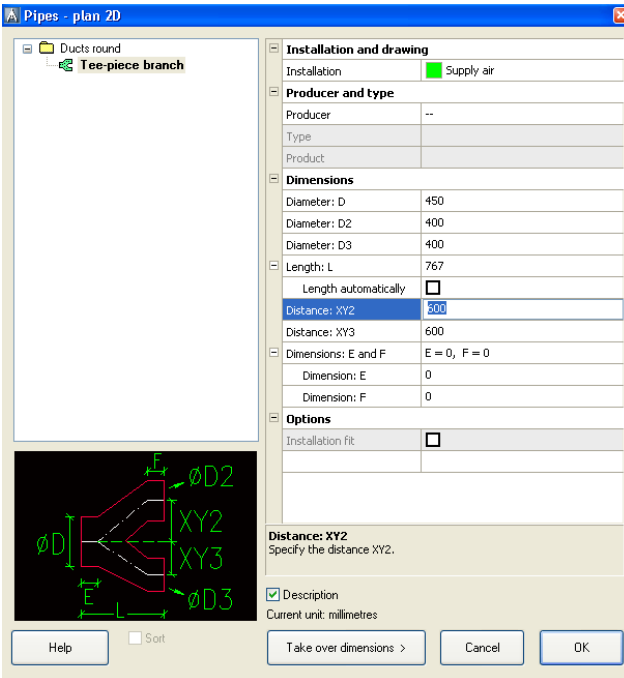 Pipes - plan 2D
Ducts round
Tee-piece branch
Installation and drawing
Installation Supply air
Producer and type
Producer --
Type
Product
Dimensions
Diameter: D 450
Diameter: D2 400
Diameter: D3 400
Length: L 767
Length automatically
Distance: XY2 600
Distance: XY3 600
Dimensions: E and F E = 0, F = 0
Dimension: E 0
Dimension: F 0
Options
Installation fit
F
øD2
XY2
øD
XY3
E
øD3
L
Distance: XY2
Specify the distance XY2.
Description
Current unit: millimetres
Help
Sort
Take over dimensions >
Cancel
OK